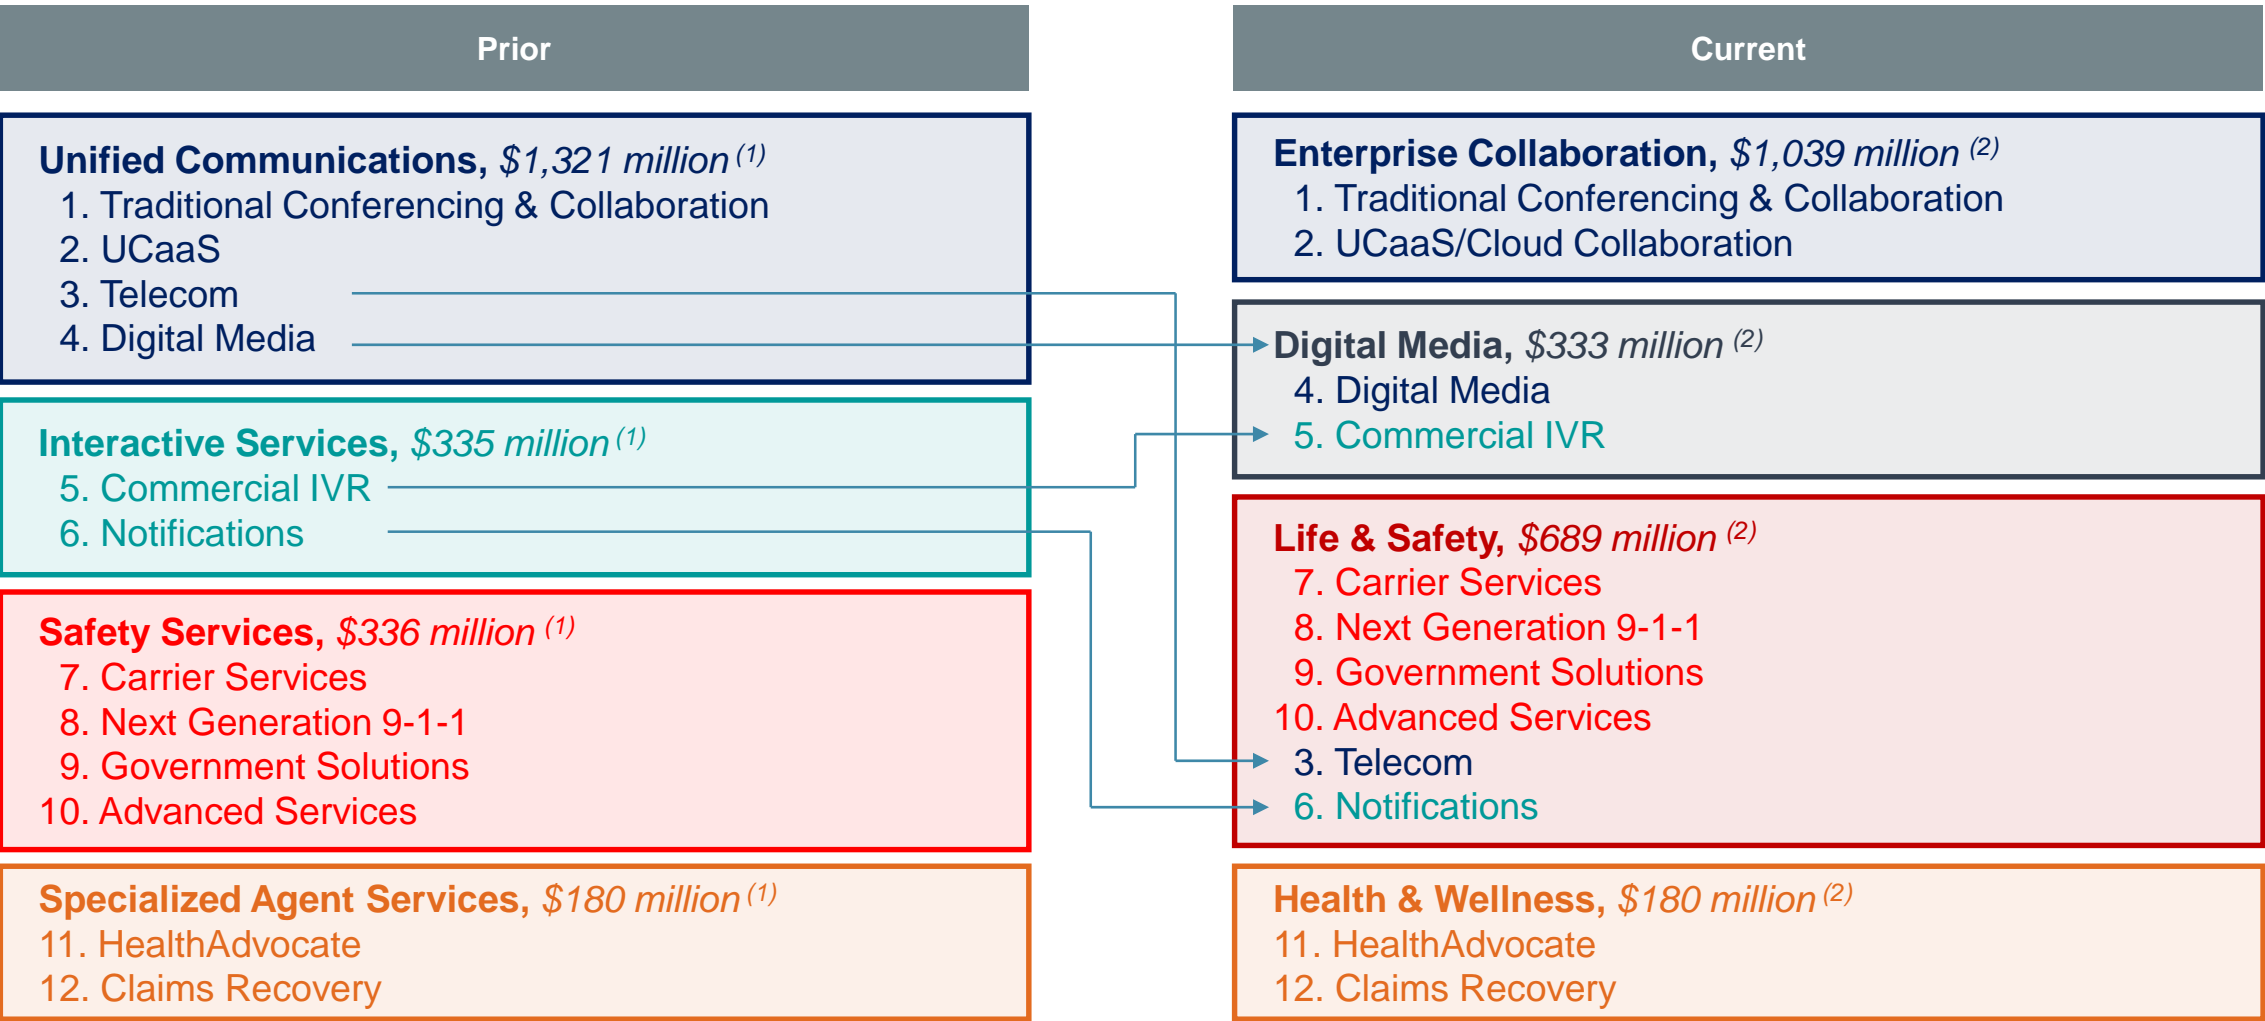 Prior
Unified Communications, $1,321 million (1)
1. Traditional Conferencing & Collaboration
2. UCaaS
3. Telecom
4. Digital Media
Interactive Services, $335 million (1)
5. Commercial IVR
6. Notifications
Safety Services, $336 million (1)
7. Carrier Services
8. Next Generation 9-1-1
9. Government Solutions
10. Advanced Services
Specialized Agent Services, $180 million (1)
11. HealthAdvocate
12. Claims Recovery
Current
Enterprise Collaboration, $1,039 million (2)
1. Traditional Conferencing & Collaboration
2. UCaaS/Cloud Collaboration
Digital Media, $333 million (2)
4. Digital Media
5. Commercial IVR
Life & Safety, $689 million (2)
7. Carrier Services
8. Next Generation 9-1-1
9. Government Solutions
10. Advanced Services
3. Telecom
6. Notifications
Health & Wellness, $180 million (2)
11. HealthAdvocate
12. Claims Recovery